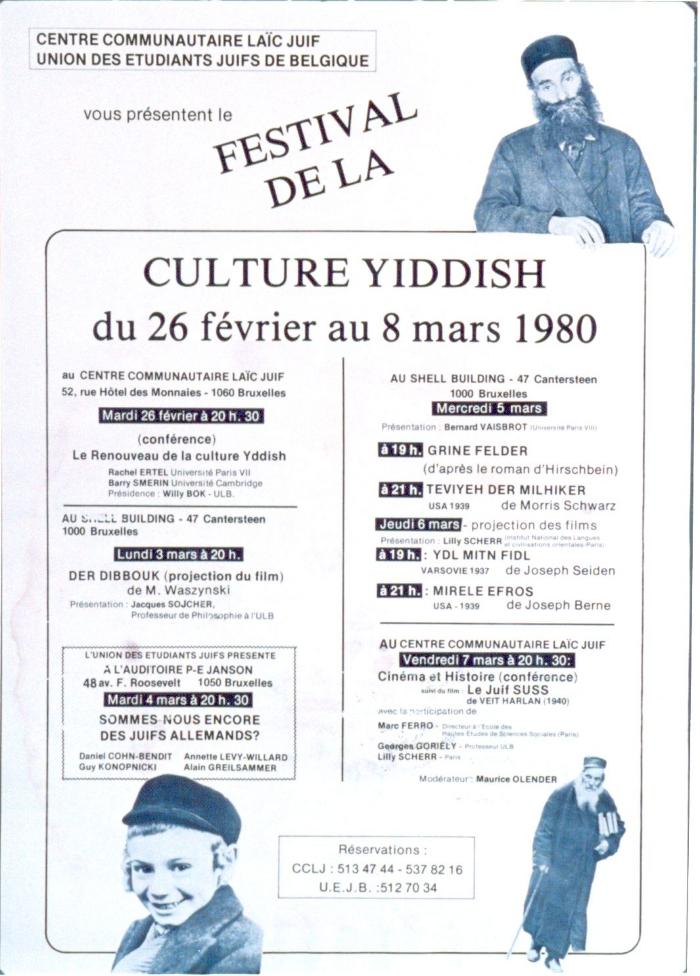 CENTRE COMMUNAUTAIRE LAÏC JUIF
UNION DES ETUDIANTS JUIFS DE BELGIQUE
vous présentent le
FESTIVAL
DE LA
CULTURE YIDDISH
du 26 février au 8 mars 1980
au CENTRE COMMUNAUTAIRE LAÏC JUIF
52, rue Hôtel des Monnaies - 1060 Bruxelles
Mardi 26 février à 20 h. 30
(conférence)
Le Renouveau de la culture Yddish
Rachel ERTEL Université Paris VII
Barry SMERIN Université Cambridge
Présidence : Willy BOK - ULB.
AU SHELL BUILDING - 47 Cantersteen
1000 Bruxelles
Lundi 3 mars à 20 h.
DER DIBBOUK (projection du film)
de M. Waszynski
Présentation : Jacques SOJCHER,
Professeur de Philosophie à l'ULB
L'UNION DES ETUDIANTS JUIFS PRESENTE
A L'AUDITOIRE P-E JANSON
48 av. F. Roosevelt 1050 Bruxelles
Mardi 4 mars à 20 h. 30
SOMMES NOUS ENCORE
DES JUIFS ALLEMANDS?
Daniel COHN-BENDIT Annette LEVY-WILLARD
Guy KONOPNICKI Alain GREILSAMMER
AU SHELL BUILDING - 47 Cantersteen
1000 Bruxelles
Mercredi 5 mars
Présentation : Bernard VAISBROT (Université Paris VIII)
à 19 h. GRINE FELDER
(d'après le roman d'Hirschbein)
à 21 h. TEVIYEH DER MILHIKER
USA 1939 de Morris Schwarz
Jeudi 6 mars - projection des films
Présentation : Lilly SCHERR (Institut National des Langues
et civilisations orientales-Paris)
à 19 h. : YDL MITN FIDL
VARSOVIE 1937 de Joseph Seiden
à 21 h. : MIRELE EFROS
USA - 1939 de Joseph Berne
AU CENTRE COMMUNAUTAIRE LAÏC JUIF
Vendredi 7 mars à 20 h. 30:
Cinéma et Histoire (conférence)
suivi du film : Le Juif SUSS
de VEIT HARLAN (1940)
avec la participation de
Marc FERRO - Directeur à l'Ecole des
Hautes Etudes de Sciences Sociales (Paris)
Georges GORIÉLY - Professeur ULB
Lilly SCHERR - Paris
Modérateur : Maurice OLENDER
Réservations :
CCLJ : 513 47 44 - 537 82 16
U.E.J.B. : 512 70 34